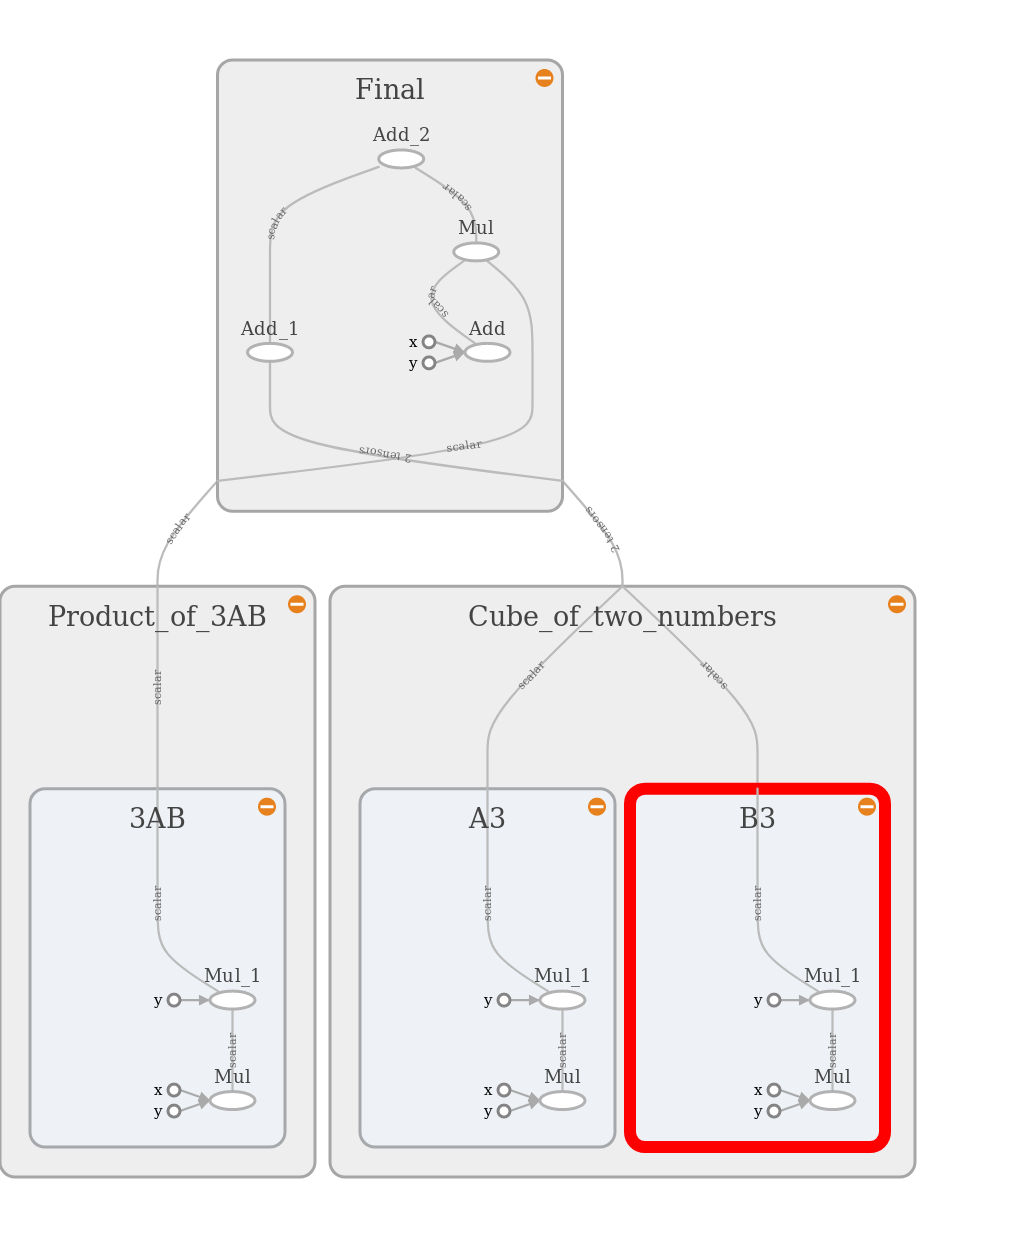 Final
Add_2
scalar
scalar
Mul
scalar
Add_1
Add
x
y
2 tensors
scalar
scalar
2 tensors
Product_of_3AB
Cube_of_two_numbers
scalar
scalar
scalar
3AB
A3
B3
scalar
scalar
scalar
Mul_1
Mul_1
Mul_1
y
y
y
scalar
scalar
scalar
Mul
Mul
Mul
x
x
x
y
y
y